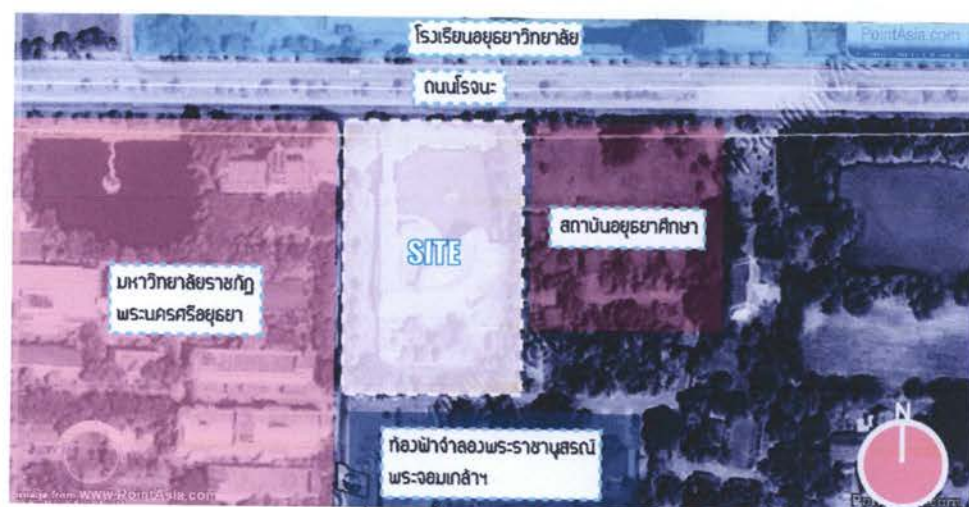 โรงเรียนอยุธยาวิทยาลัย
PointAsia.com
ถนนโรจนะ
สถาบันอยุธยาศึกษา
SITE
มหาวิทยาลัยราชภัฏ
พระนครศรีอยุธยา
N
ท้องฟ้าจำลองพระราชานุสรณ์
พระจอมเกล้าฯ
image from www.PointAsia.com